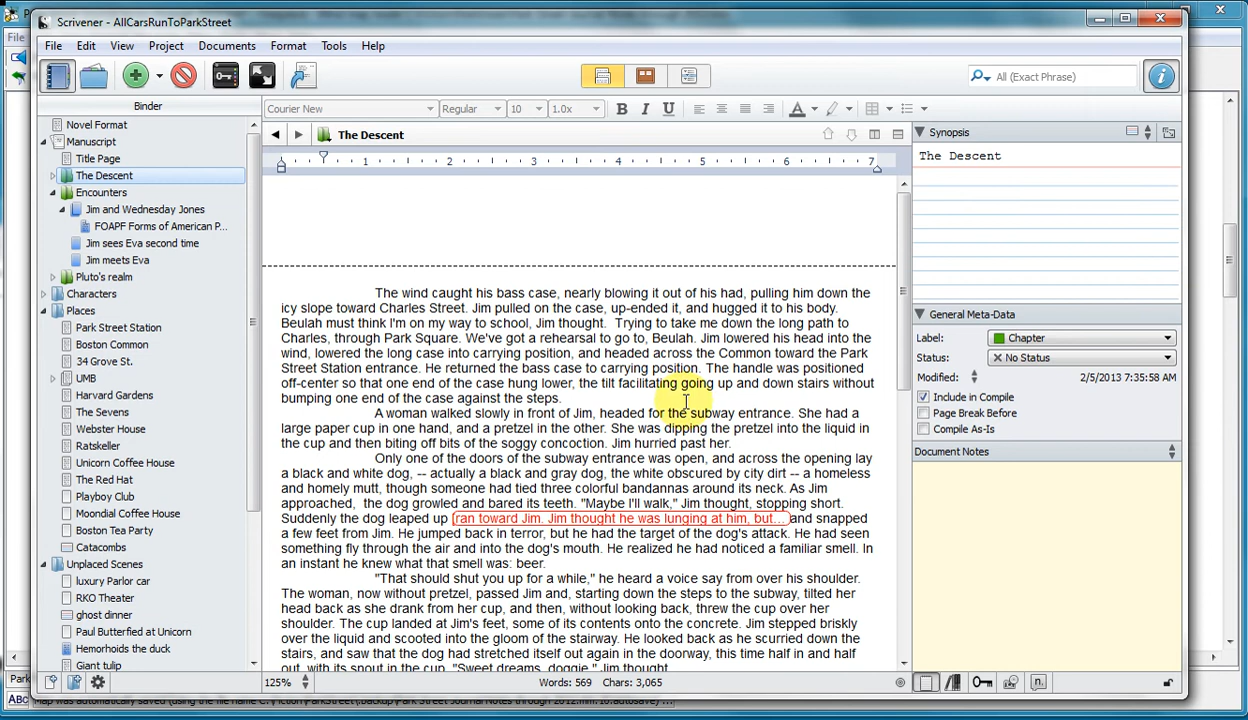 Scrivener - AllCarsRunToParkStreet
File
File Edit View Project Documents Format Tools Help
All (Exact Phrase)
Binder
Courier New Regular 10 1.0x B I U A
Novel Format
Manuscript
Title Page
The Descent
Encounters
Jim and Wednesday Jones
FOAPF Forms of American P...
Jim sees Eva second time
Jim meets Eva
Pluto's realm
Characters
Places
Park Street Station
Boston Common
34 Grove St.
UMB
Harvard Gardens
The Sevens
Webster House
Ratskeller
Unicorn Coffee House
The Red Hat
Playboy Club
Moondial Coffee House
Boston Tea Party
Catacombs
Unplaced Scenes
luxury Parlor car
RKO Theater
ghost dinner
Paul Butterfied at Unicorn
Hemorhoids the duck
Giant tulip
The Descent
1 2 3 4 5 6 7
The wind caught his bass case, nearly blowing it out of his had, pulling him down the
icy slope toward Charles Street. Jim pulled on the case, up-ended it, and hugged it to his body.
Beulah must think I'm on my way to school, Jim thought. Trying to take me down the long path to
Charles, through Park Square. We've got a rehearsal to go to, Beulah. Jim lowered his head into the
wind, lowered the long case into carrying position, and headed across the Common toward the Park
Street Station entrance. He returned the bass case to carrying position. The handle was positioned
off-center so that one end of the case hung lower, the tilt facilitating going up and down stairs without
bumping one end of the case against the steps.
A woman walked slowly in front of Jim, headed for the subway entrance. She had a
large paper cup in one hand, and a pretzel in the other. She was dipping the pretzel into the liquid in
the cup and then biting off bits of the soggy concoction. Jim hurried past her.
Only one of the doors of the subway entrance was open, and across the opening lay
a black and white dog, -- actually a black and gray dog, the white obscured by city dirt -- a homeless
and homely mutt, though someone had tied three colorful bandannas around its neck. As Jim
approached, the dog growled and bared its teeth. "Maybe I'll walk," Jim thought, stopping short.
Suddenly the dog leaped up ran toward Jim. Jim thought he was lunging at him, but... and snapped
a few feet from Jim. He jumped back in terror, but he had the target of the dog's attack. He had seen
something fly through the air and into the dog's mouth. He realized he had noticed a familiar smell. In
an instant he knew what that smell was: beer.
"That should shut you up for a while," he heard a voice say from over his shoulder.
The woman, now without pretzel, passed Jim and, starting down the steps to the subway, tilted her
head back as she drank from her cup, and then, without looking back, threw the cup over her
shoulder. The cup landed at Jim's feet, some of its contents onto the concrete. Jim stepped briskly
over the liquid and scooted into the gloom of the stairway. He looked back as he scurried down the
stairs, and saw that the dog had stretched itself out again in the doorway, this time half in and half
out, with its snout in the cup. "Sweet dreams, doggie," Jim thought.
125% Words: 569 Chars: 3,065
Synopsis
The Descent
General Meta-Data
Label: Chapter
Status: No Status
Modified: 2/5/2013 7:35:58 AM
Include in Compile
Page Break Before
Compile As-Is
Document Notes
Park
ABC